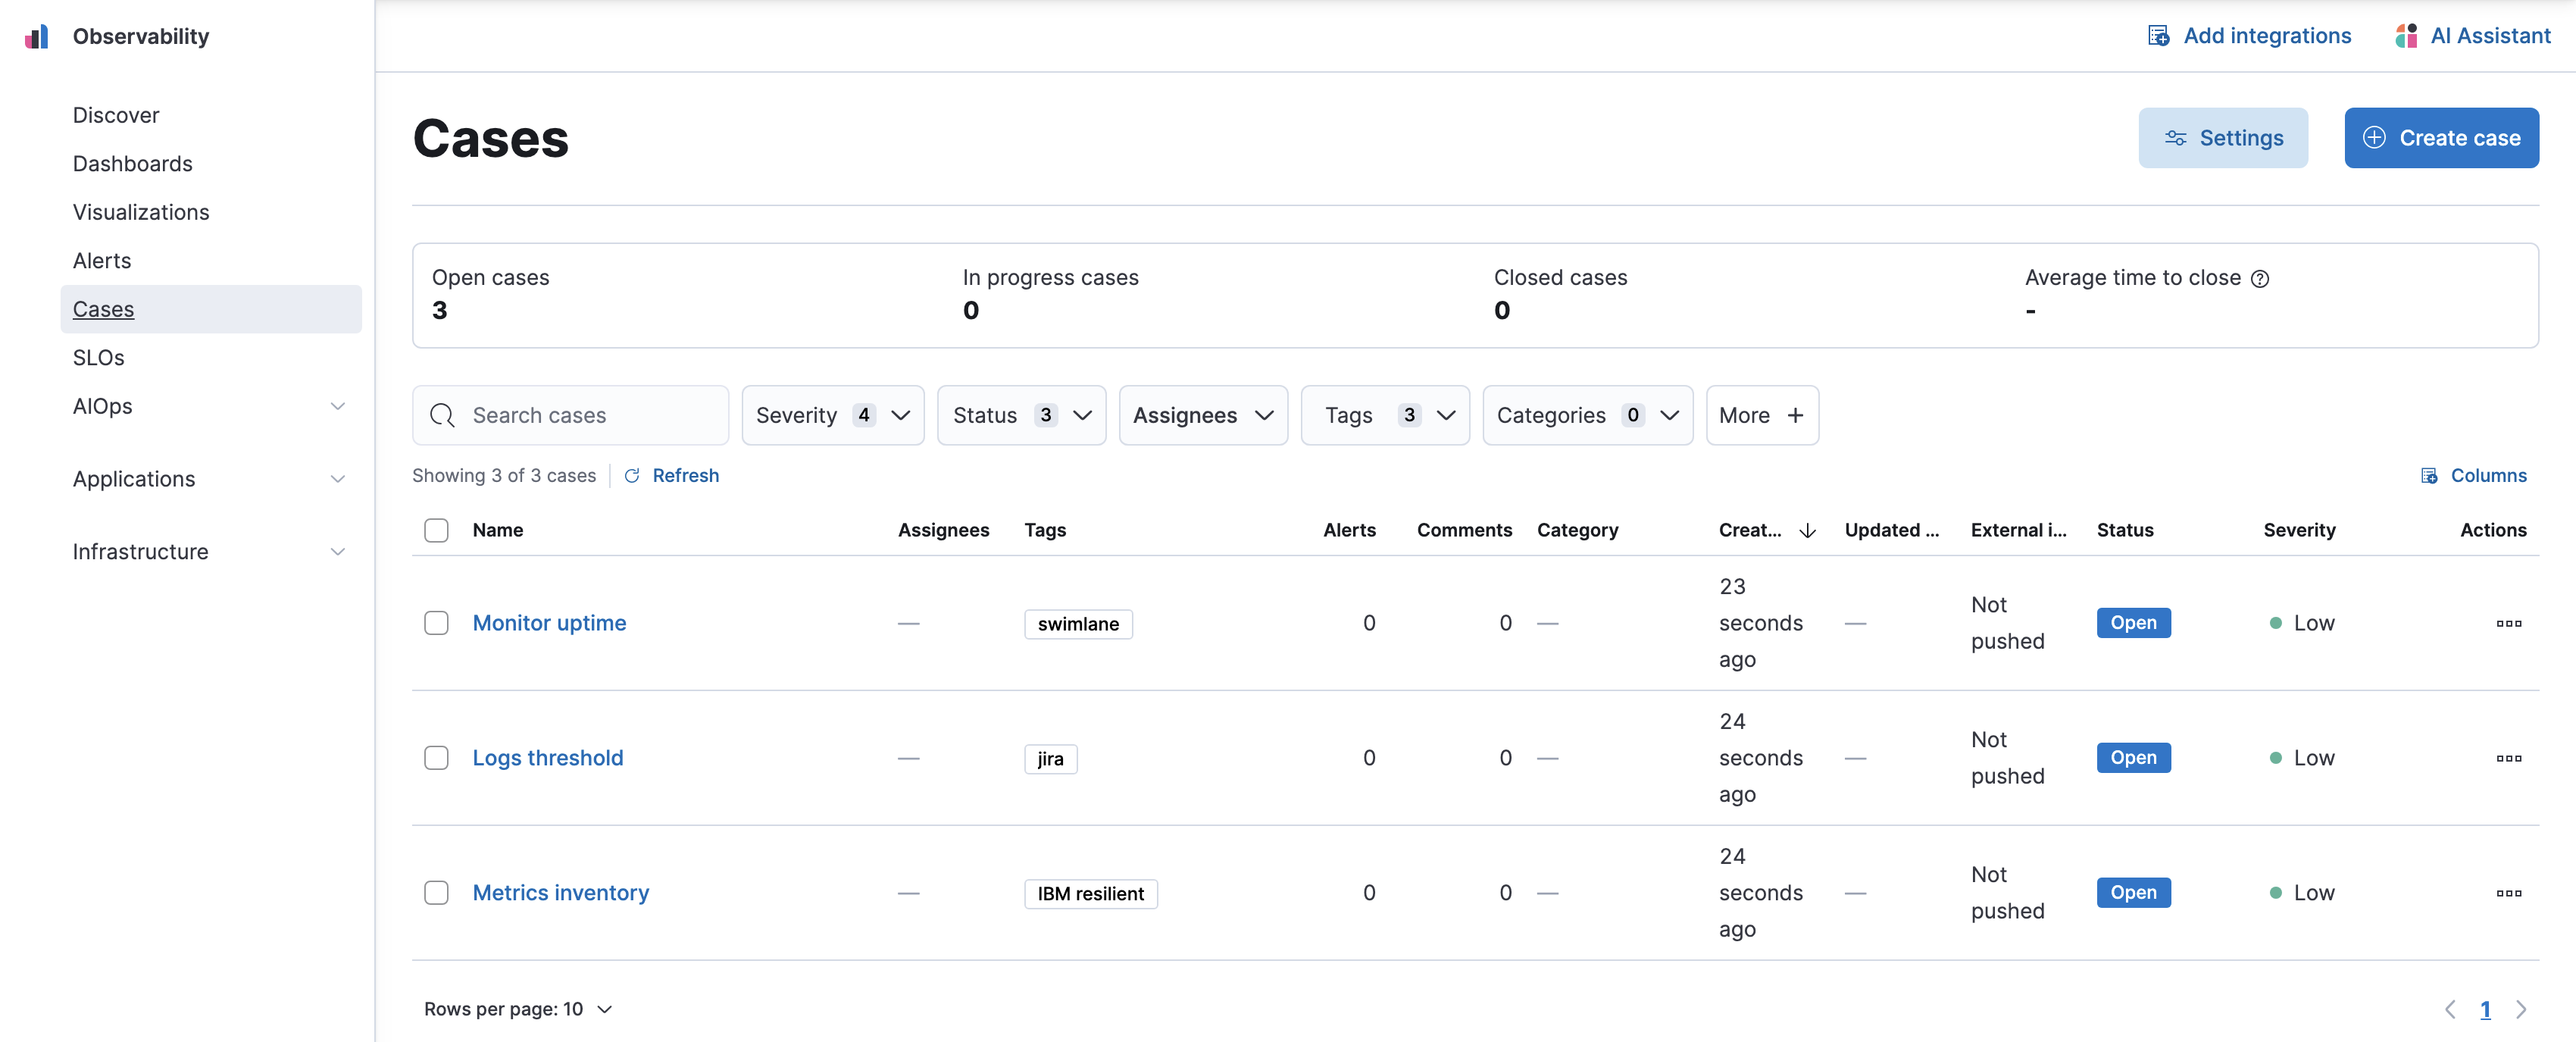 Observability
Add integrations
AI Assistant
Discover
Dashboards
Visualizations
Alerts
Cases
SLOs
AIOps
Applications
Infrastructure
Cases
Settings
Create case
Open cases
3
In progress cases
0
Closed cases
0
Average time to close
-
Search cases
Severity 4
Status 3
Assignees
Tags 3
Categories 0
More +
Showing 3 of 3 cases
Refresh
Columns
Name Assignees Tags Alerts Comments Category Creat... Updated ... External i... Status Severity Actions
Monitor uptime — swimlane 0 0 — 23 seconds ago — Not pushed Open Low
Logs threshold — jira 0 0 — 24 seconds ago — Not pushed Open Low
Metrics inventory — IBM resilient 0 0 — 24 seconds ago — Not pushed Open Low
Rows per page: 10
1